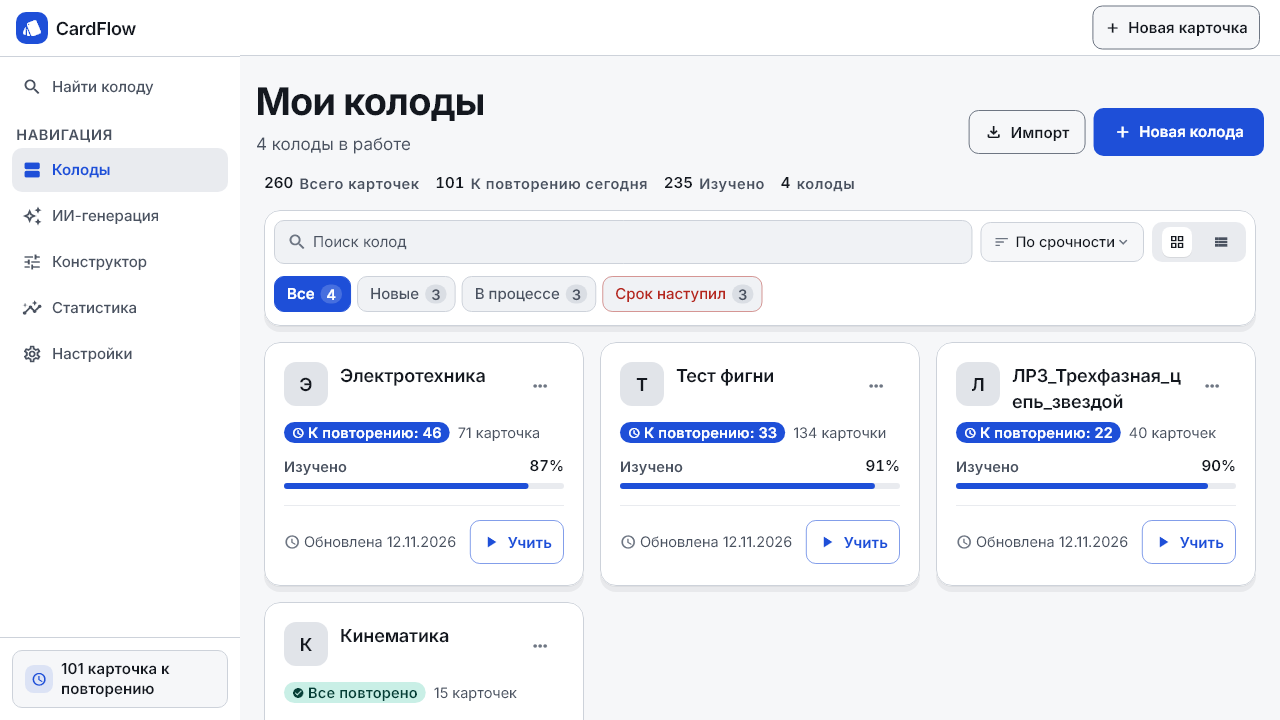 CardFlow
+ Новая карточка
Найти колоду
НАВИГАЦИЯ
Колоды
ИИ-генерация
Конструктор
Статистика
Настройки
101 карточка к
повторению
Мои колоды
4 колоды в работе
Импорт
+ Новая колода
260 Всего карточек 101 К повторению сегодня 235 Изучено 4 колоды
Поиск колод
По срочности
Все 4
Новые 3
В процессе 3
Срок наступил 3
Э
Электротехника
К повторению: 46
71 карточка
Изучено 87%
Обновлена 12.11.2026
Учить
Т
Тест фигни
К повторению: 33
134 карточки
Изучено 91%
Обновлена 12.11.2026
Учить
Л
ЛР3_Трехфазная_ц
епь_звездой
К повторению: 22
40 карточек
Изучено 90%
Обновлена 12.11.2026
Учить
К
Кинематика
Все повторено
15 карточек